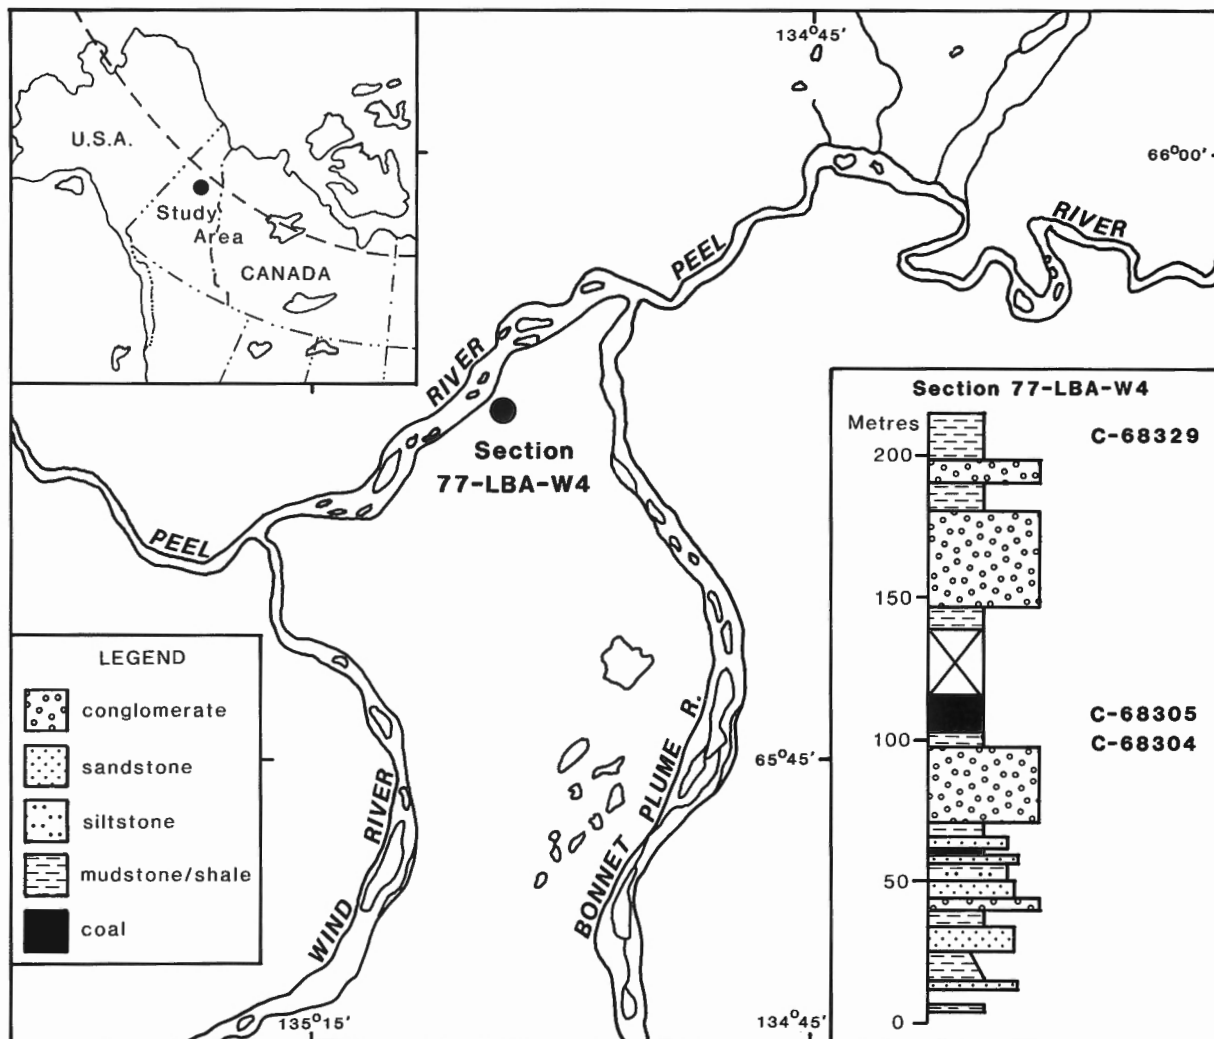 134°45'
U.S.A.
66°00'
Study
Area
CANADA
PEEL
RIVER
RIVER
Section
77-LBA-W4
PEEL
Section 77-LBA-W4
Metres
C-68329
200
150
C-68305
C-68304
100
50
0
LEGEND
conglomerate
sandstone
siltstone
mudstone/shale
coal
WIND
RIVER
BONNET
PLUME
R.
65°45'
135°15'
134°45'